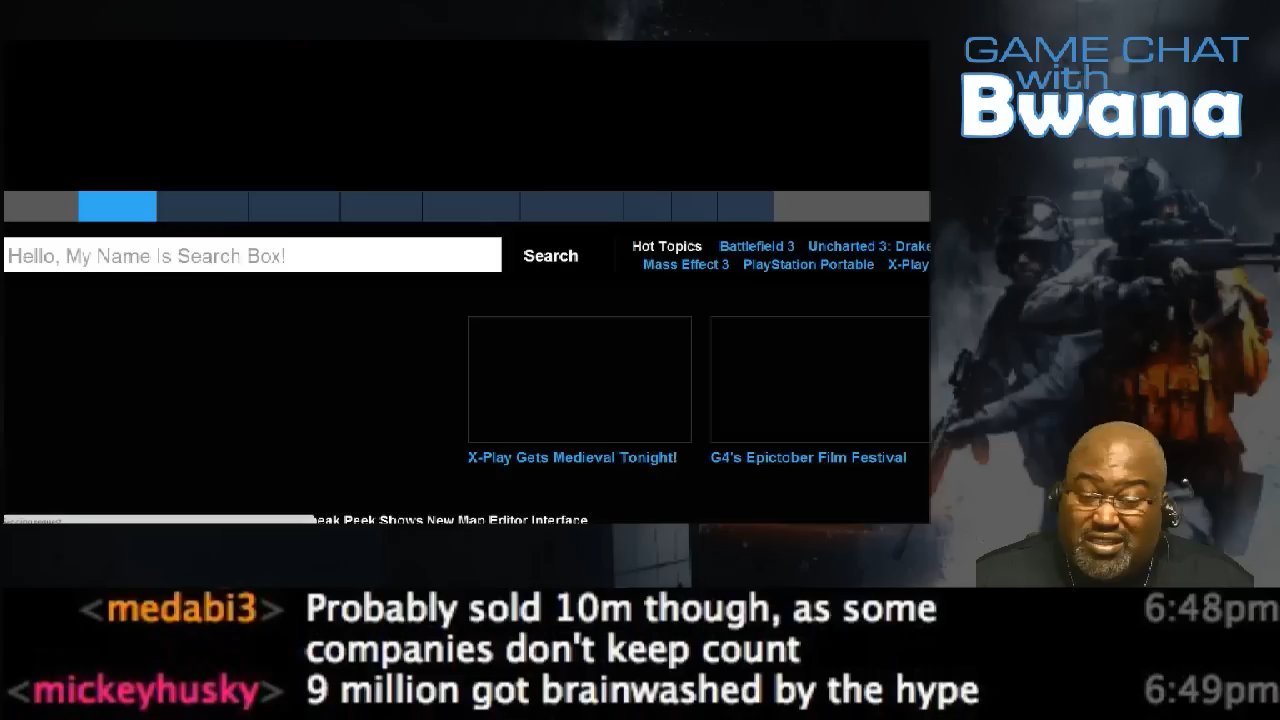 GAME CHAT
with
Bwana
Hello, My Name Is Search Box!
Search
Hot Topics Battlefield 3 Uncharted 3: Drake
Mass Effect 3 PlayStation Portable X-Play
X-Play Gets Medieval Tonight!
G4's Epictober Film Festival
Peek Shows New Map Editor Interface
<medabi3> Probably sold 10m though, as some 6:48pm
companies don't keep count
<mickeyhusky> 9 million got brainwashed by the hype 6:49pm